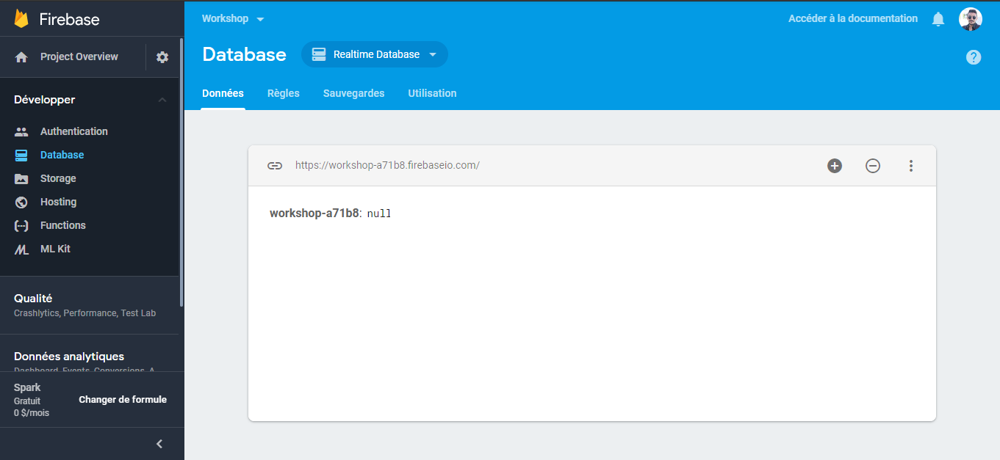 Firebase
Project Overview
Développer
Authentication
Database
Storage
Hosting
Functions
ML Kit
Qualité
Crashlytics, Performance, Test Lab
Données analytiques
Dashboard, Events, Conversions, A
Spark
Gratuit
0 $/mois
Changer de formule
Workshop
Accéder à la documentation
Database
Realtime Database
?
Données
Règles
Sauvegardes
Utilisation
https://workshop-a71b8.firebaseio.com/
workshop-a71b8: null